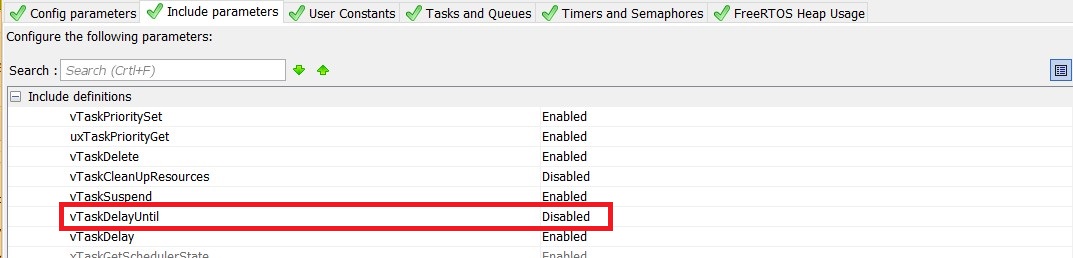 Config parameters Include parameters User Constants Tasks and Queues Timers and Semaphores FreeRTOS Heap Usage
Configure the following parameters:
Search : Search (Crtl+F)
Include definitions
vTaskPrioritySet Enabled
uxTaskPriorityGet Enabled
vTaskDelete Enabled
vTaskCleanUpResources Disabled
vTaskSuspend Enabled
vTaskDelayUntil Disabled
vTaskDelay Enabled
xTaskGetSchedulerState Enabled